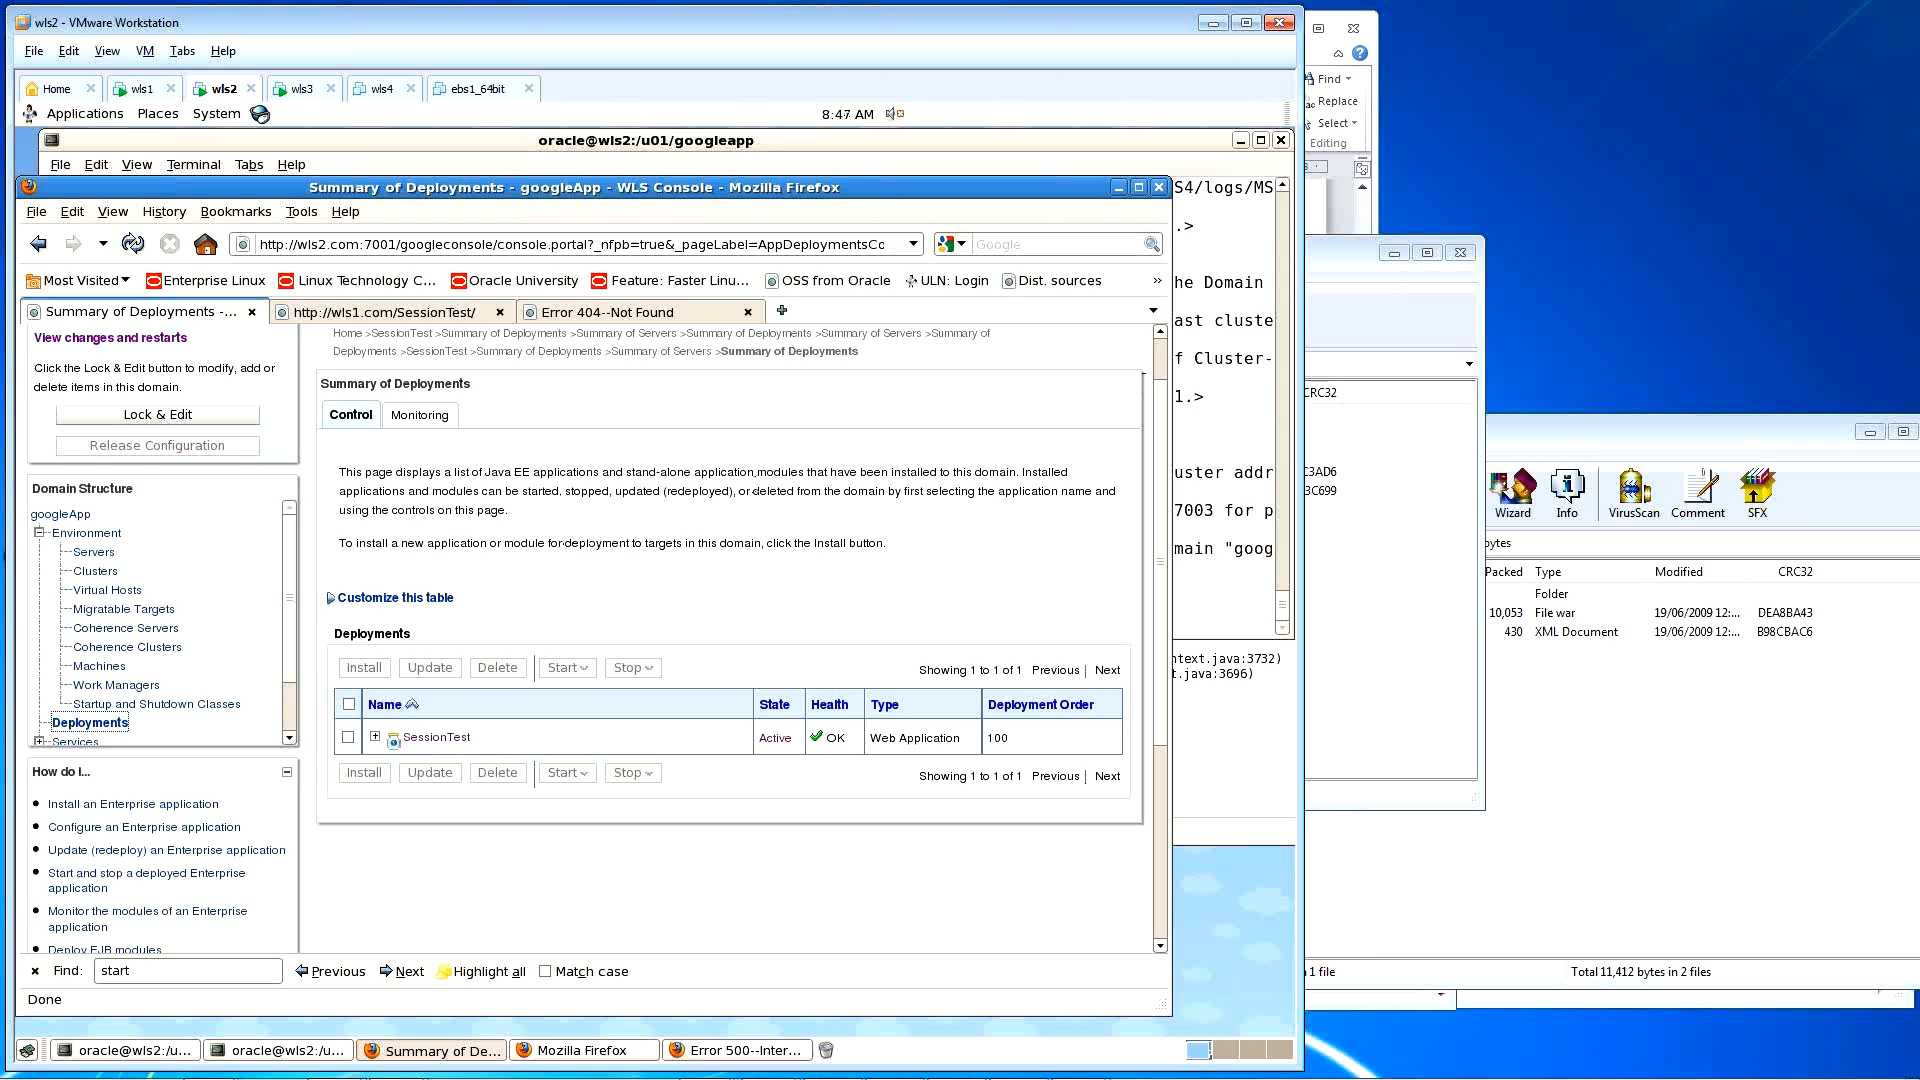 wls2 - VMware Workstation
File Edit View VM Tabs Help
Home wls1 wls2 wls3 wls4 ebs1_64bit
Applications Places System 8:47 AM
oracle@wls2:/u01/googleapp
File Edit View Terminal Tabs Help
Summary of Deployments - googleApp - WLS Console - Mozilla Firefox
File Edit View History Bookmarks Tools Help
http://wls2.com:7001/googleconsole/console.portal?_nfpb=true&_pageLabel=AppDeploymentsCo
Google
Most Visited Enterprise Linux Linux Technology C... Oracle University Feature: Faster Linu... OSS from Oracle ULN: Login Dist. sources »
Summary of Deployments -... http://wls1.com/SessionTest/ Error 404--Not Found
View changes and restarts
Click the Lock & Edit button to modify, add or
delete items in this domain.
Lock & Edit
Release Configuration
Domain Structure
googleApp
Environment
Servers
Clusters
Virtual Hosts
Migratable Targets
Coherence Servers
Coherence Clusters
Machines
Work Managers
Startup and Shutdown Classes
Deployments
Services
How do I...
Install an Enterprise application
Configure an Enterprise application
Update (redeploy) an Enterprise application
Start and stop a deployed Enterprise
application
Monitor the modules of an Enterprise
application
Deploy EJB modules
Home >SessionTest >Summary of Deployments >Summary of Servers >Summary of Deployments >Summary of Servers >Summary of
Deployments >SessionTest >Summary of Deployments >Summary of Servers >Summary of Deployments
Summary of Deployments
Control Monitoring
This page displays a list of Java EE applications and stand-alone application modules that have been installed to this domain. Installed
applications and modules can be started, stopped, updated (redeployed), or deleted from the domain by first selecting the application name and
using the controls on this page.
To install a new application or module for deployment to targets in this domain, click the Install button.
Customize this table
Deployments
Install Update Delete Start Stop Showing 1 to 1 of 1 Previous | Next
Name State Health Type Deployment Order
SessionTest Active OK Web Application 100
Install Update Delete Start Stop Showing 1 to 1 of 1 Previous | Next
Find: start Previous Next Highlight all Match case
Done
oracle@wls2:/u... oracle@wls2:/u... Summary of De... Mozilla Firefox Error 500--Inter...
S4/logs/MS
.>
he Domain
ast cluste
f Cluster-
1.>
uster addr
7003 for p
main "goog
ntext.java:3732)
t.java:3696)
Find
Replace
Select
Editing
CRC32
C3AD6
3C699
Wizard Info VirusScan Comment SFX
bytes
Packed Type Modified CRC32
Folder
10,053 File war 19/06/2009 12:... DEA8BA43
430 XML Document 19/06/2009 12:... B98CBAC6
1 file
Total 11,412 bytes in 2 files